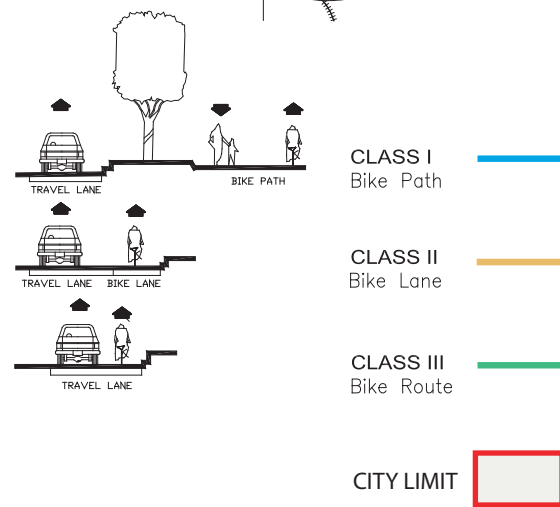 TRAVEL LANE
BIKE PATH
CLASS I
Bike Path
TRAVEL LANE
BIKE LANE
CLASS II
Bike Lane
TRAVEL LANE
CLASS III
Bike Route
CITY LIMIT